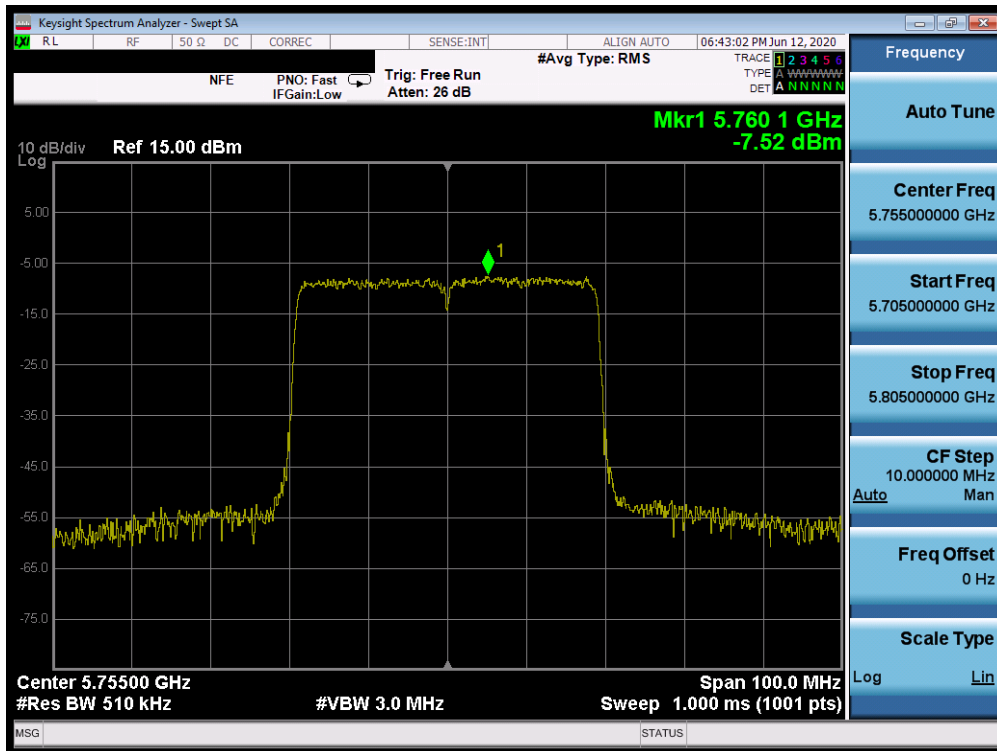 Keysight Spectrum Analyzer - Swept SA
LXI RL RF 50 Ω DC CORREC SENSE:INT ALIGN AUTO 06:43:02 PM Jun 12, 2020
NFE PNO: Fast Trig: Free Run #Avg Type: RMS TRACE 1 2 3 4 5 6
IFGain:Low Atten: 26 dB TYPE A WWWWW
DET A N N N N N
Mkr1 5.760 1 GHz
-7.52 dBm
10 dB/div Ref 15.00 dBm
Log
5.00
-5.00
-15.0
-25.0
-35.0
-45.0
-55.0
-65.0
-75.0
1
Center 5.75500 GHz Span 100.0 MHz
#Res BW 510 kHz #VBW 3.0 MHz Sweep 1.000 ms (1001 pts)
MSG STATUS
Frequency
Auto Tune
Center Freq
5.755000000 GHz
Start Freq
5.705000000 GHz
Stop Freq
5.805000000 GHz
CF Step
10.000000 MHz
Auto Man
Freq Offset
0 Hz
Scale Type
Log Lin